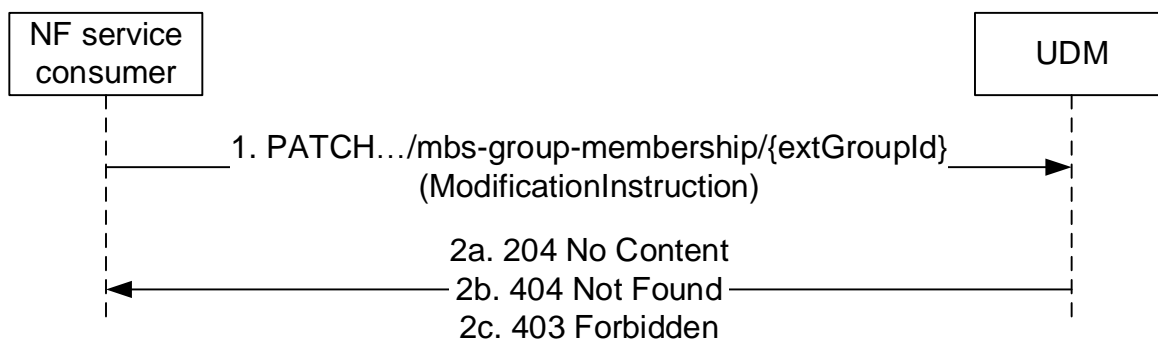 NF service
consumer
UDM
1. PATCH…/mbs-group-membership/{extGroupId}
(ModificationInstruction)
2a. 204 No Content
2b. 404 Not Found
2c. 403 Forbidden